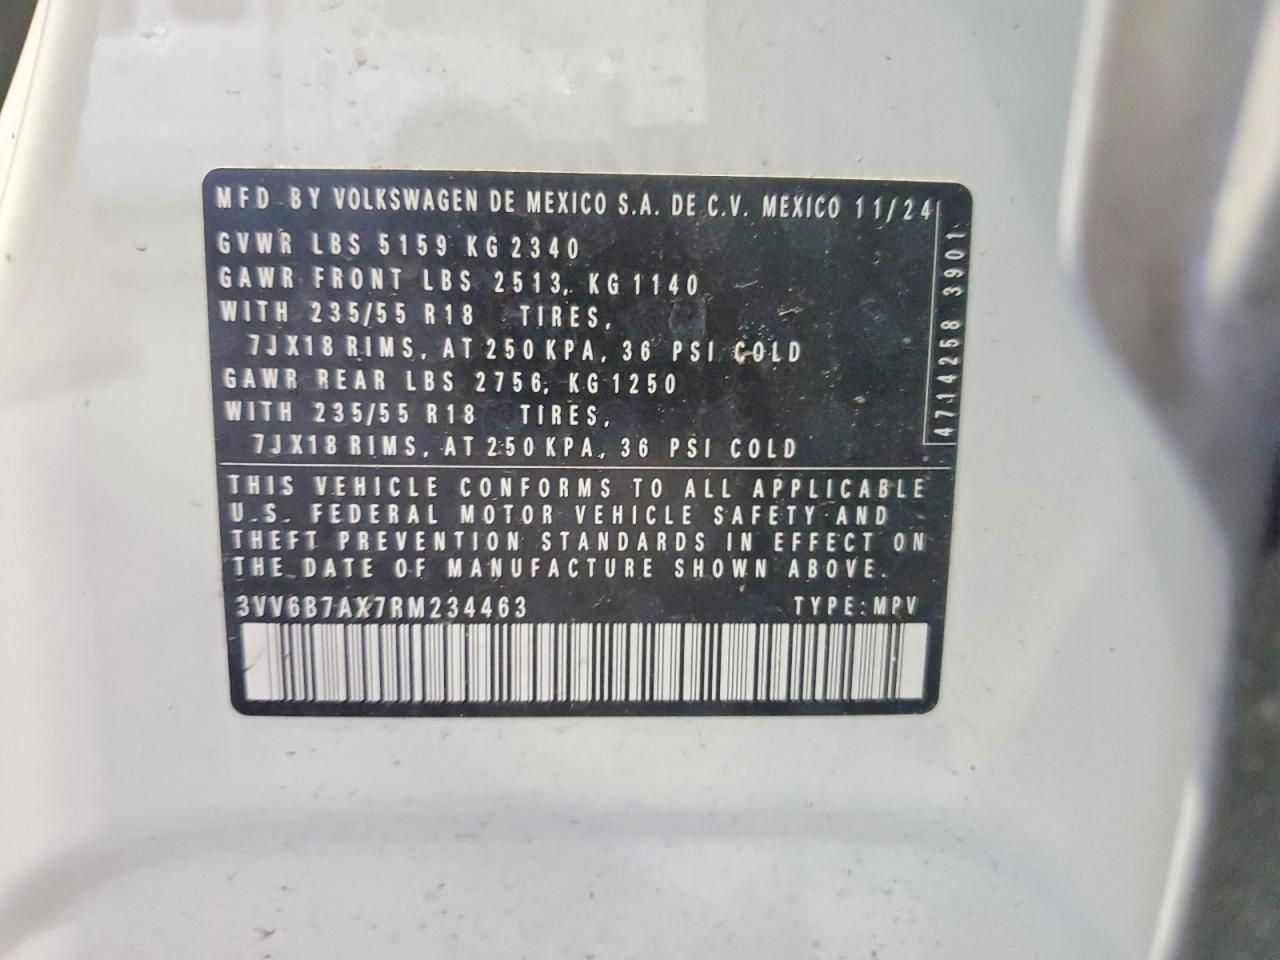 MFD BY VOLKSWAGEN DE MEXICO S.A. DE C.V. MEXICO 11/24
GVWR LBS 5159 KG 2340
GAWR FRONT LBS 2513, KG 1140
WITH 235/55 R18 TIRES,
7JX18 RIMS, AT 250 KPA, 36 PSI COLD
GAWR REAR LBS 2756, KG 1250
WITH 235/55 R18 TIRES,
7JX18 RIMS, AT 250 KPA, 36 PSI COLD
4714258 3901
THIS VEHICLE CONFORMS TO ALL APPLICABLE
U.S. FEDERAL MOTOR VEHICLE SAFETY AND
THEFT PREVENTION STANDARDS IN EFFECT ON
THE DATE OF MANUFACTURE SHOWN ABOVE.
3VV6B7AX7RM234463 TYPE: MPV